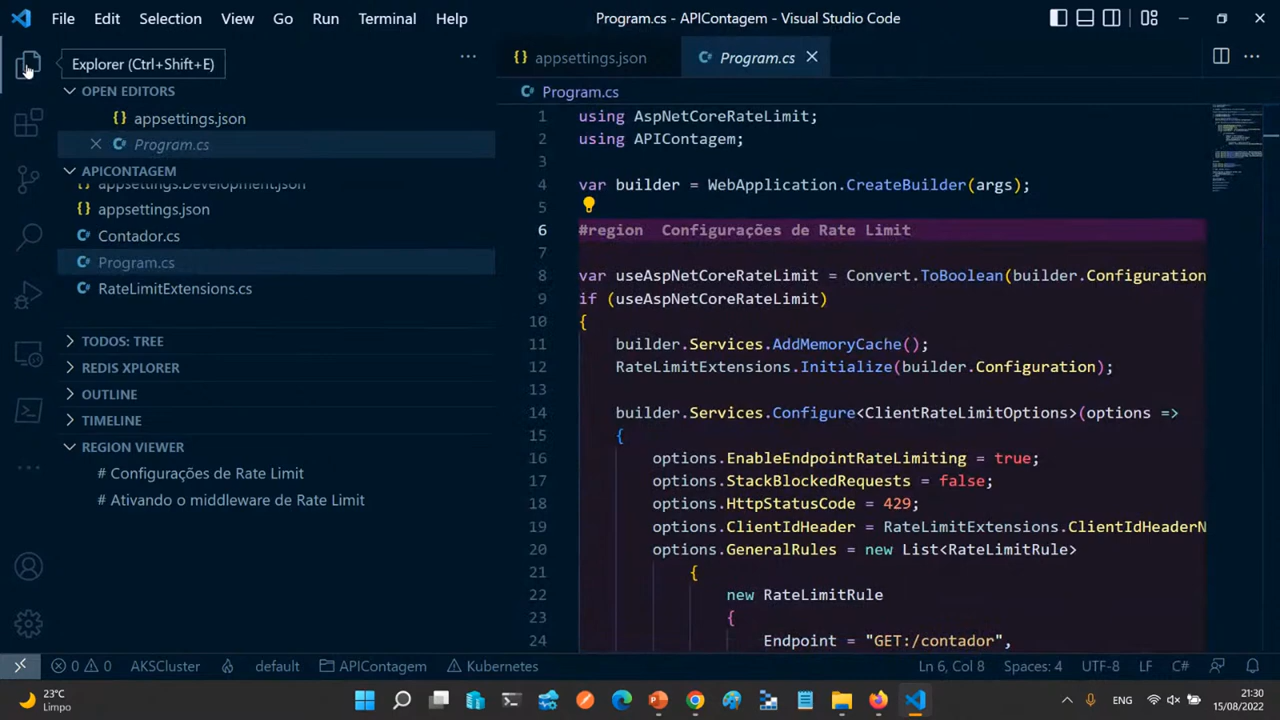 File Edit Selection View Go Run Terminal Help
Program.cs - APIContagem - Visual Studio Code
Explorer (Ctrl+Shift+E)
OPEN EDITORS
appsettings.json
Program.cs
APICONTAGEM
appsettings.Development.json
appsettings.json
Contador.cs
Program.cs
RateLimitExtensions.cs
TODOS: TREE
REDIS XPLORER
OUTLINE
TIMELINE
REGION VIEWER
# Configurações de Rate Limit
# Ativando o middleware de Rate Limit
appsettings.json Program.cs
Program.cs
1 using AspNetCoreRateLimit;
2 using APIContagem;
3
4 var builder = WebApplication.CreateBuilder(args);
5
6 #region  Configurações de Rate Limit
7
8 var useAspNetCoreRateLimit = Convert.ToBoolean(builder.Configuration
9 if (useAspNetCoreRateLimit)
10 {
11     builder.Services.AddMemoryCache();
12     RateLimitExtensions.Initialize(builder.Configuration);
13
14     builder.Services.Configure<ClientRateLimitOptions>(options =>
15     {
16         options.EnableEndpointRateLimiting = true;
17         options.StackBlockedRequests = false;
18         options.HttpStatusCode = 429;
19         options.ClientIdHeader = RateLimitExtensions.ClientIdHeaderN
20         options.GeneralRules = new List<RateLimitRule>
21             {
22                 new RateLimitRule
23                 {
24                     Endpoint = "GET:/contador",
0 0 AKSCluster default APIContagem Kubernetes Ln 6, Col 8 Spaces: 4 UTF-8 LF C#
23°C
Limpo
ENG
21:30
15/08/2022